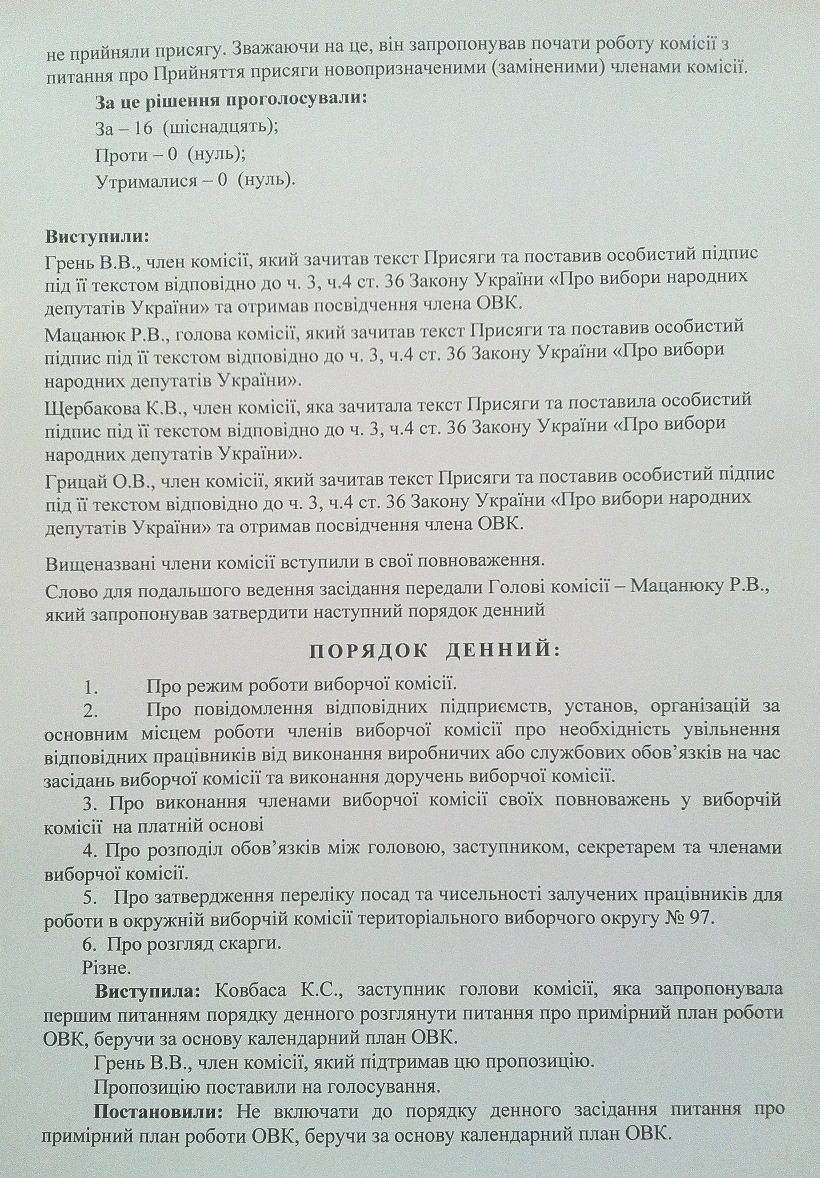 не прийняли присягу. Зважаючи на це, він запропонував почати роботу комісії з
питання про Прийняття присяги новопризначеними (заміненими) членами комісії.
За це рішення проголосували:
За – 16 (шіснадцять);
Проти – 0 (нуль);
Утрималися – 0 (нуль).
Виступили:
Грень В.В., член комісії, який зачитав текст Присяги та поставив особистий підпис
під її текстом відповідно до ч. 3, ч.4 ст. 36 Закону України «Про вибори народних
депутатів України» та отримав посвідчення члена ОВК.
Мацанюк Р.В., голова комісії, який зачитав текст Присяги та поставив особистий
підпис під її текстом відповідно до ч. 3, ч.4 ст. 36 Закону України «Про вибори
народних депутатів України».
Щербакова К.В., член комісії, яка зачитала текст Присяги та поставила особистий
підпис під її текстом відповідно до ч. 3, ч.4 ст. 36 Закону України «Про вибори
народних депутатів України».
Грицай О.В., член комісії, який зачитав текст Присяги та поставив особистий підпис
під її текстом відповідно до ч. 3, ч.4 ст. 36 Закону України «Про вибори народних
депутатів України» та отримав посвідчення члена ОВК.
Вищеназвані члени комісії вступили в свої повноваження.
Слово для подальшого ведення засідання передали Голові комісії – Мацанюку Р.В.,
який запропонував затвердити наступний порядок денний
ПОРЯДОК ДЕННИЙ:
1. Про режим роботи виборчої комісії.
2. Про повідомлення відповідних підприємств, установ, організацій за
основним місцем роботи членів виборчої комісії про необхідність увільнення
відповідних працівників від виконання виробничих або службових обов’язків на час
засідань виборчої комісії та виконання доручень виборчої комісії.
3. Про виконання членами виборчої комісії своїх повноважень у виборчій
комісії на платній основі
4. Про розподіл обов’язків між головою, заступником, секретарем та членами
виборчої комісії.
5. Про затвердження переліку посад та чисельності залучених працівників для
роботи в окружній виборчій комісії територіального виборчого округу № 97.
6. Про розгляд скарги.
Різне.
Виступила: Ковбаса К.С., заступник голови комісії, яка запропонувала
першим питанням порядку денного розглянути питання про примірний план роботи
ОВК, беручи за основу календарний план ОВК.
Грень В.В., член комісії, який підтримав цю пропозицію.
Пропозицію поставили на голосування.
Постановили: Не включати до порядку денного засідання питання про
примірний план роботи ОВК, беручи за основу календарний план ОВК.